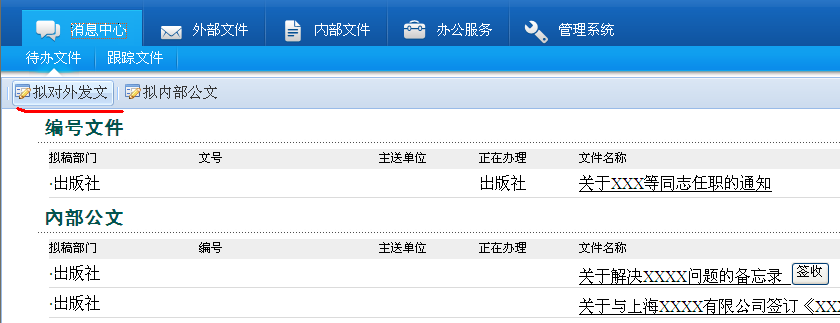 消息中心 外部文件 内部文件 办公服务 管理系统
待办文件 跟踪文件
拟对外发文 拟内部公文
编号文件
拟稿部门 文号 主送单位 正在办理 文件名称
·出版社 出版社 关于XXX等同志任职的通知
内部公文
拟稿部门 编号 主送单位 正在办理 文件名称
·出版社 关于解决XXXX问题的备忘录 签收
·出版社 关于与上海XXXX有限公司签订《XX